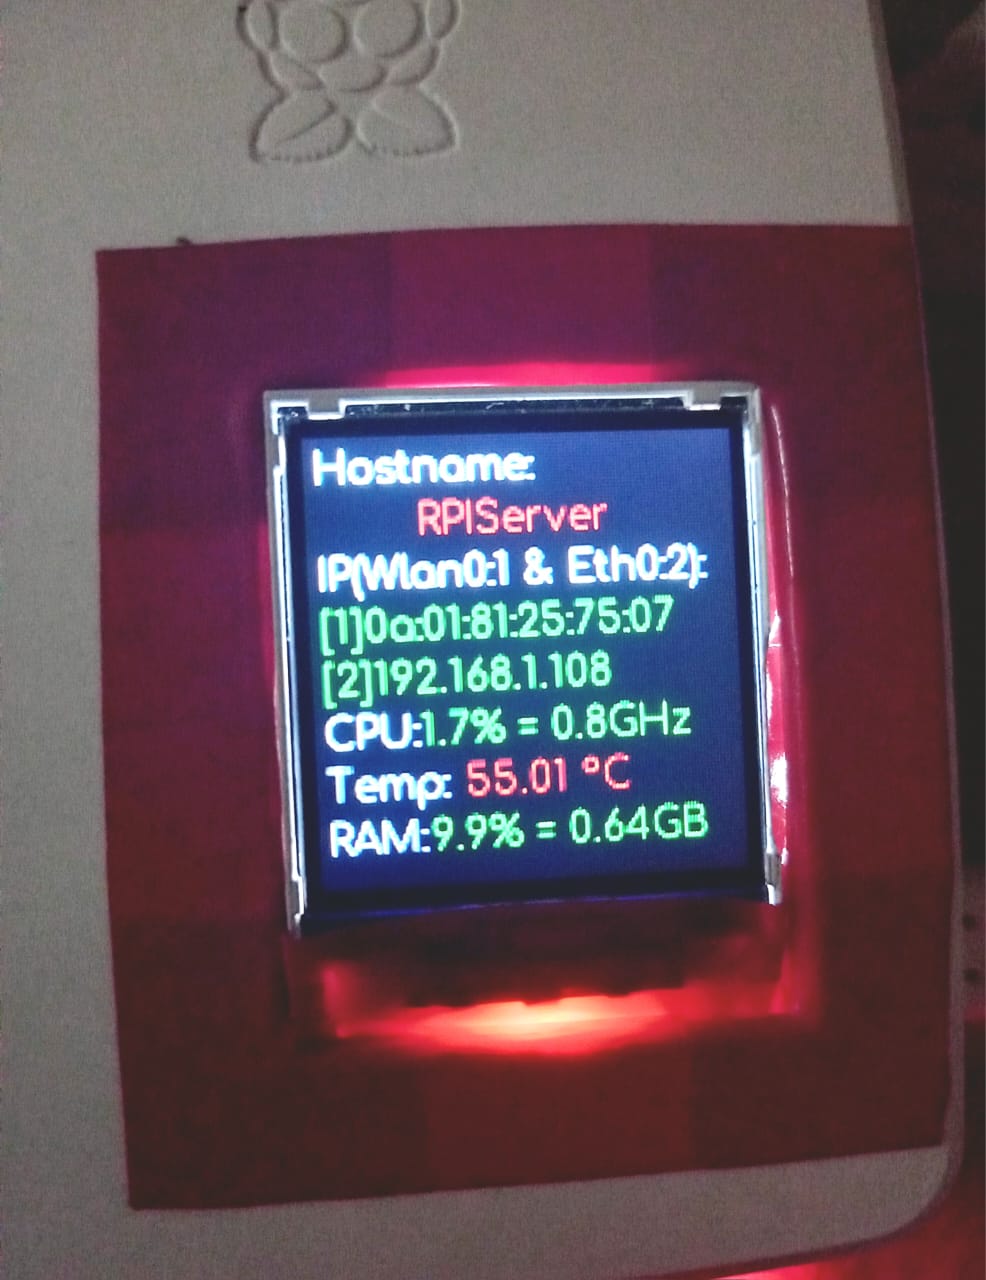 Hostname:
RPIServer
IP(Wlan0:1 & Eth0:2):
[1]0a:01:81:25:75:07
[2]192.168.1.108
CPU:1.7% = 0.8GHz
Temp: 55.01 °C
RAM:9.9% = 0.64GB